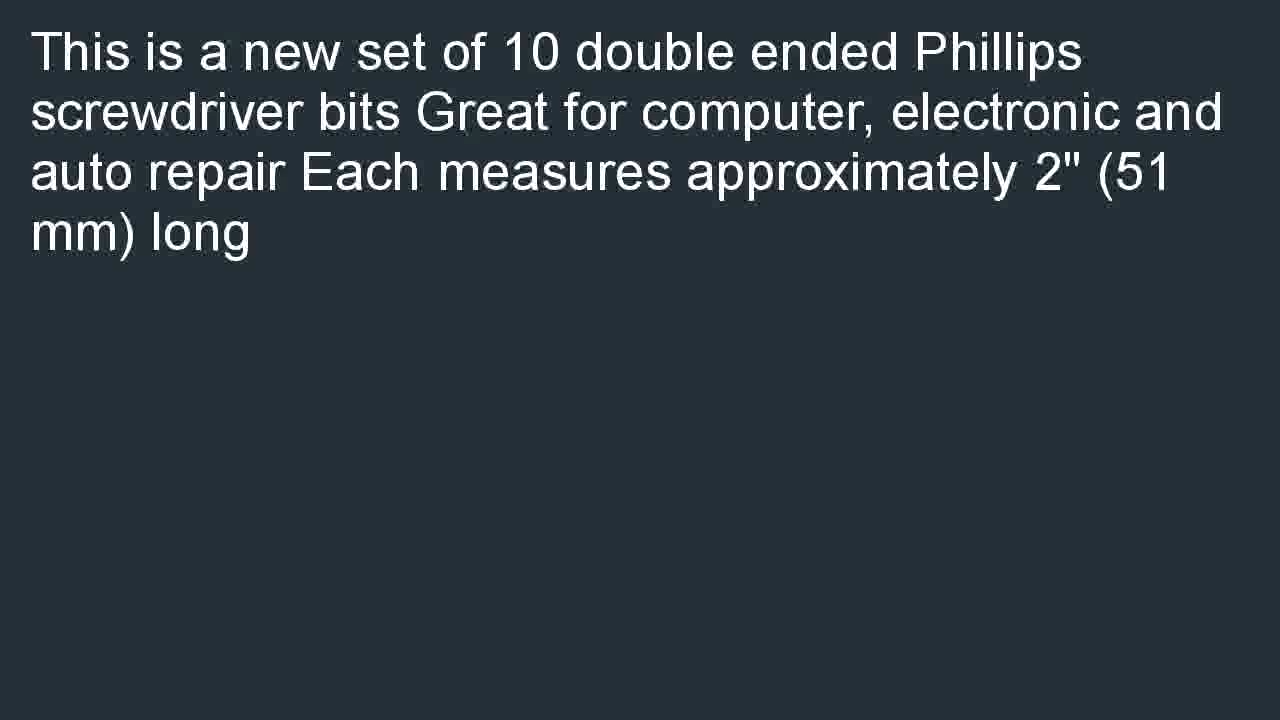 This is a new set of 10 double ended Phillips
screwdriver bits Great for computer, electronic and
auto repair Each measures approximately 2" (51
mm) long